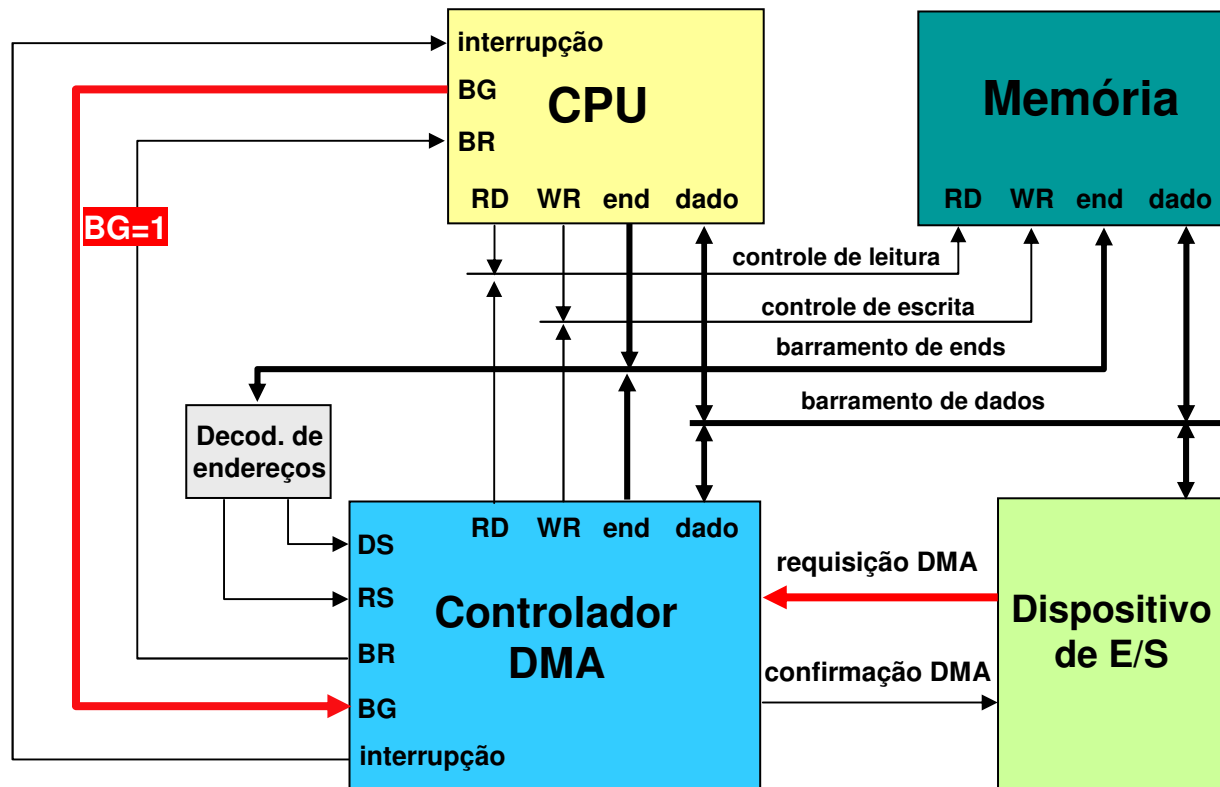 interrupção
BG
CPU
BR
RD WR end dado
Memória
RD WR end dado
BG=1
controle de leitura
controle de escrita
barramento de ends
barramento de dados
Decod. de
endereços
RD WR end dado
DS
RS
Controlador
DMA
BR
BG
interrupção
requisição DMA
confirmação DMA
Dispositivo
de E/S